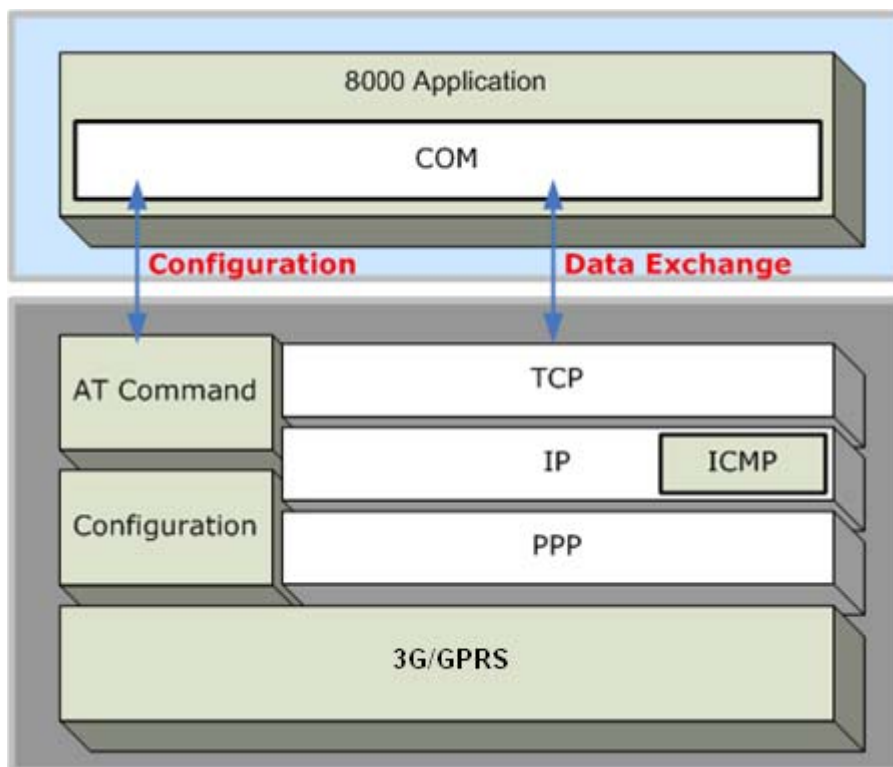 8000 Application
COM
Configuration
Data Exchange
AT Command
TCP
IP
ICMP
Configuration
PPP
3G/GPRS